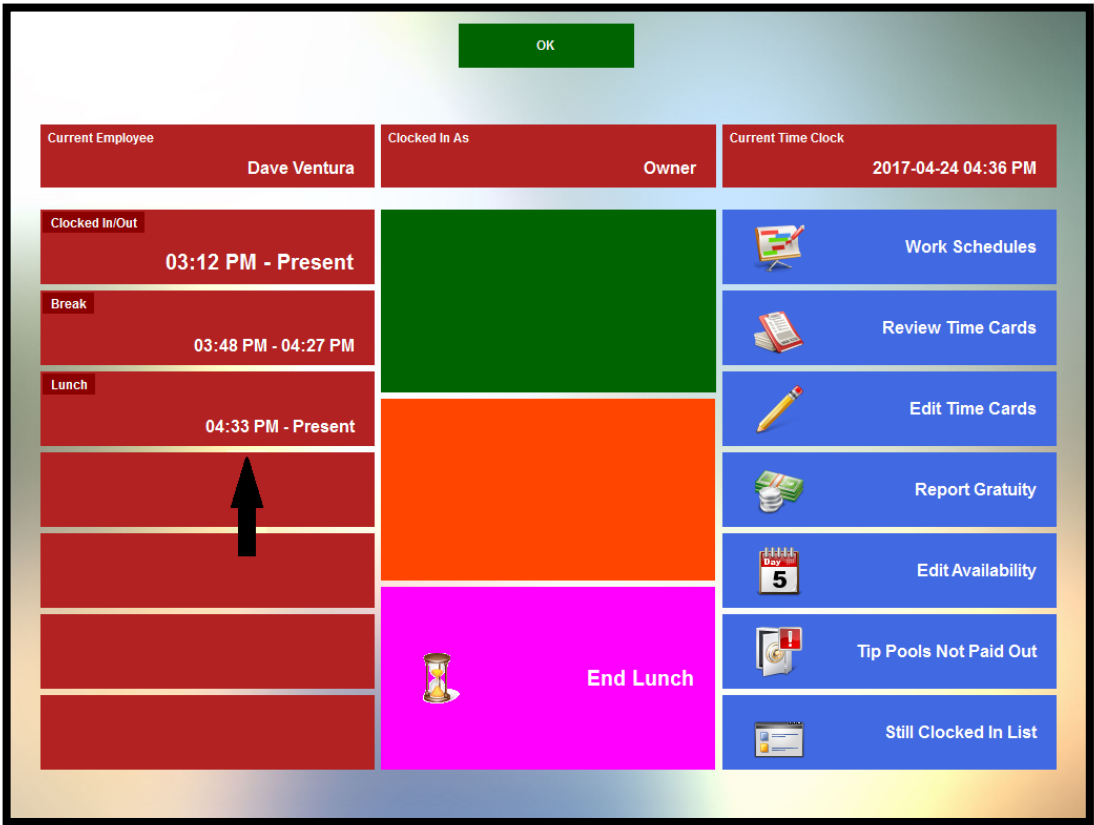 OK
Current Employee
Dave Ventura
Clocked In As
Owner
Current Time Clock
2017-04-24 04:36 PM
Clocked In/Out
03:12 PM - Present
Break
03:48 PM - 04:27 PM
Lunch
04:33 PM - Present
End Lunch
Work Schedules
Review Time Cards
Edit Time Cards
Report Gratuity
Day
5
Edit Availability
!
Tip Pools Not Paid Out
Still Clocked In List